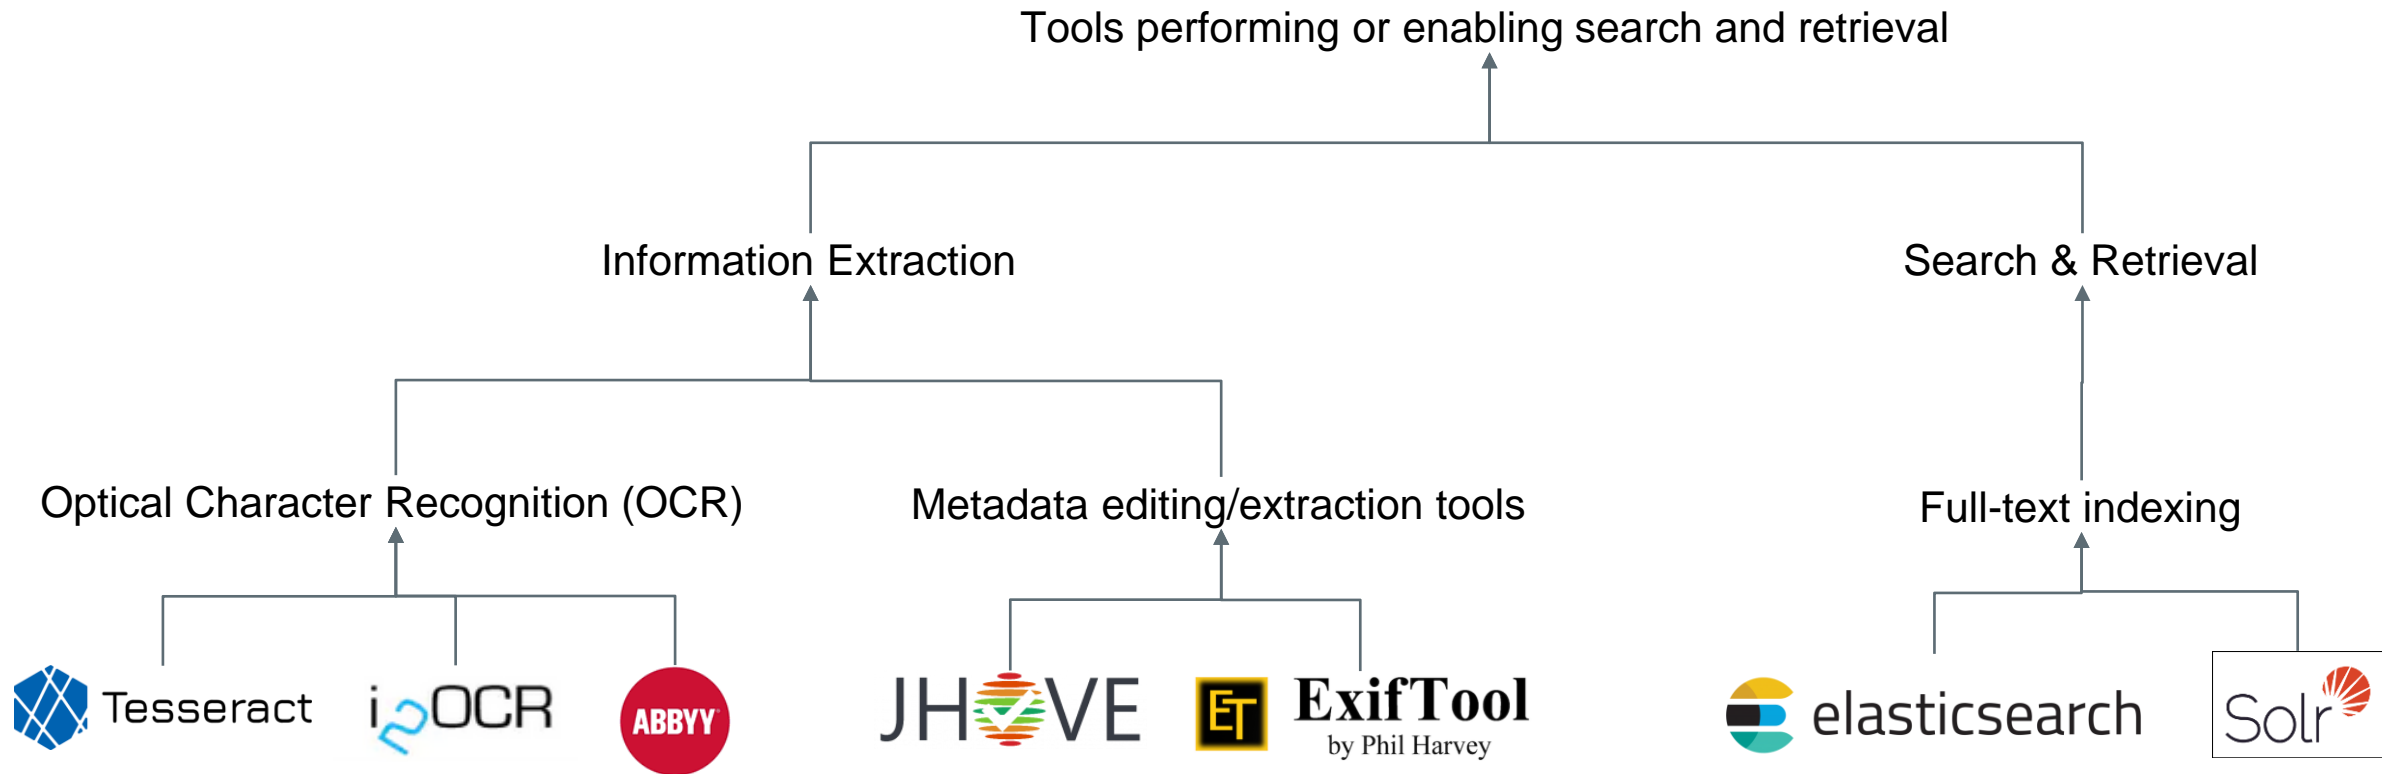 Tools performing or enabling search and retrieval
Information Extraction
Search & Retrieval
Optical Character Recognition (OCR)
Metadata editing/extraction tools
Full-text indexing
Tesseract
i2OCR
ABBYY
JHOVE
ET
ExifTool
by Phil Harvey
elasticsearch
Solr